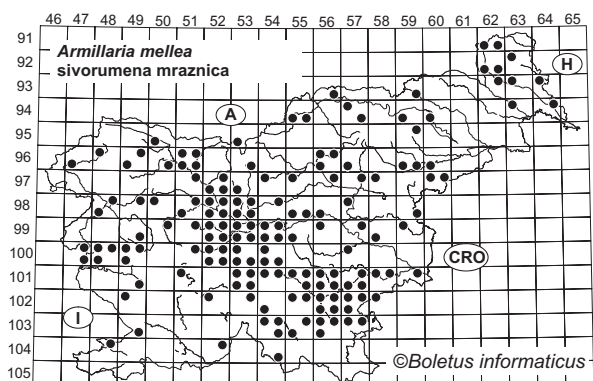 46 47 48 49 50 51 52 53 54 55 56 57 58 59 60 61 62 63 64 65
91
Armillaria mellea
92
sivorumena mraznica
H
93
A
94
95
96
97
98
99
100
CRO
101
102
I
103
104
©Boletus informaticus
105